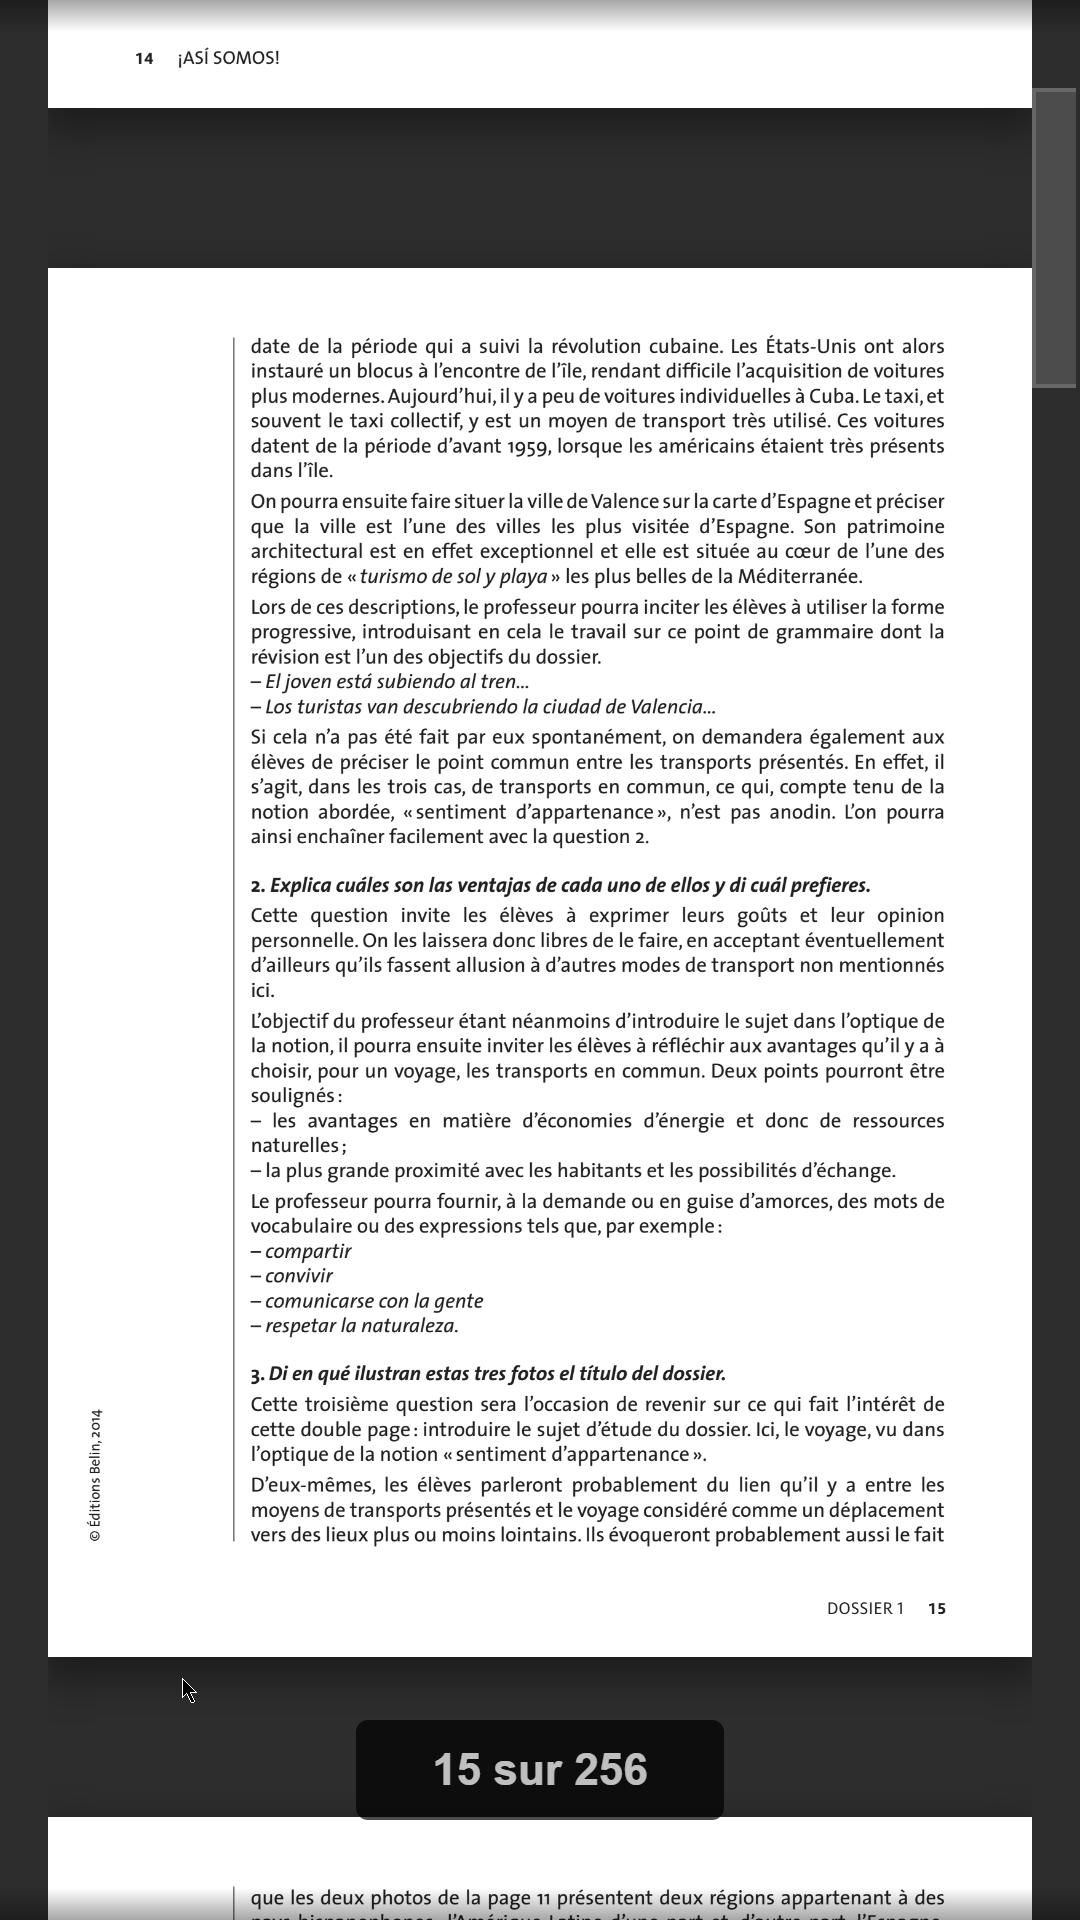 14 ¡ASÍ SOMOS!
date de la période qui a suivi la révolution cubaine. Les États-Unis ont alors
instauré un blocus à l’encontre de l’île, rendant difficile l’acquisition de voitures
plus modernes. Aujourd’hui, il y a peu de voitures individuelles à Cuba. Le taxi, et
souvent le taxi collectif, y est un moyen de transport très utilisé. Ces voitures
datent de la période d’avant 1959, lorsque les américains étaient très présents
dans l’île.
On pourra ensuite faire situer la ville de Valence sur la carte d’Espagne et préciser
que la ville est l’une des villes les plus visitée d’Espagne. Son patrimoine
architectural est en effet exceptionnel et elle est située au cœur de l’une des
régions de « turismo de sol y playa » les plus belles de la Méditerranée.
Lors de ces descriptions, le professeur pourra inciter les élèves à utiliser la forme
progressive, introduisant en cela le travail sur ce point de grammaire dont la
révision est l’un des objectifs du dossier.
– El joven está subiendo al tren...
– Los turistas van descubriendo la ciudad de Valencia...
Si cela n’a pas été fait par eux spontanément, on demandera également aux
élèves de préciser le point commun entre les transports présentés. En effet, il
s’agit, dans les trois cas, de transports en commun, ce qui, compte tenu de la
notion abordée, « sentiment d’appartenance », n’est pas anodin. L’on pourra
ainsi enchaîner facilement avec la question 2.
2. Explica cuáles son las ventajas de cada uno de ellos y di cuál prefieres.
Cette question invite les élèves à exprimer leurs goûts et leur opinion
personnelle. On les laissera donc libres de le faire, en acceptant éventuellement
d’ailleurs qu’ils fassent allusion à d’autres modes de transport non mentionnés
ici.
L’objectif du professeur étant néanmoins d’introduire le sujet dans l’optique de
la notion, il pourra ensuite inviter les élèves à réfléchir aux avantages qu’il y a à
choisir, pour un voyage, les transports en commun. Deux points pourront être
soulignés :
– les avantages en matière d’économies d’énergie et donc de ressources
naturelles ;
– la plus grande proximité avec les habitants et les possibilités d’échange.
Le professeur pourra fournir, à la demande ou en guise d’amorces, des mots de
vocabulaire ou des expressions tels que, par exemple :
– compartir
– convivir
– comunicarse con la gente
– respetar la naturaleza.
3. Di en qué ilustran estas tres fotos el título del dossier.
Cette troisième question sera l’occasion de revenir sur ce qui fait l’intérêt de
cette double page : introduire le sujet d’étude du dossier. Ici, le voyage, vu dans
l’optique de la notion « sentiment d’appartenance ».
D’eux-mêmes, les élèves parleront probablement du lien qu’il y a entre les
moyens de transports présentés et le voyage considéré comme un déplacement
vers des lieux plus ou moins lointains. Ils évoqueront probablement aussi le fait
© Éditions Belin, 2014
DOSSIER 1 15
15 sur 256
que les deux photos de la page 11 présentent deux régions appartenant à des
pays hispanophones, l’Amérique Latine d’une part et, d’autre part, l’Espagne.